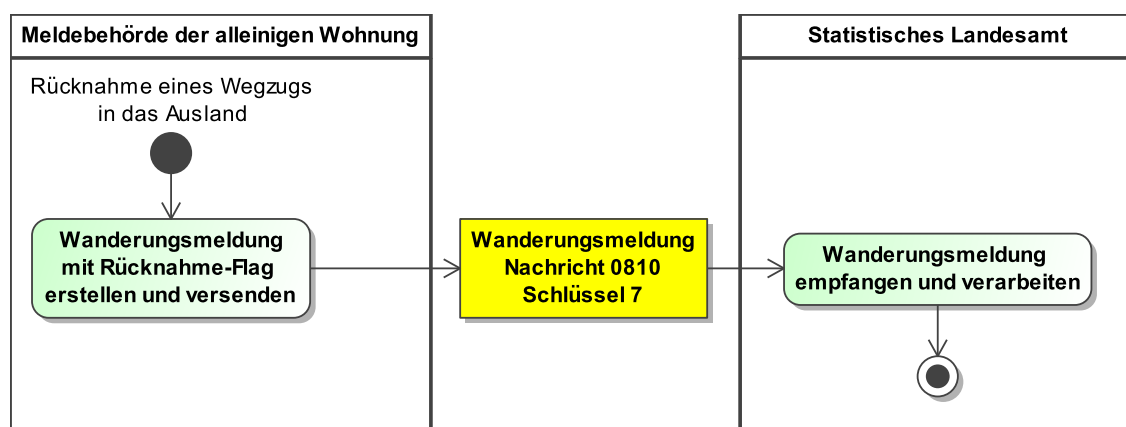 Meldebehörde der alleinigen Wohnung
Statistisches Landesamt
Rücknahme eines Wegzugs
in das Ausland
Wanderungsmeldung
mit Rücknahme-Flag
erstellen und versenden
Wanderungsmeldung
Nachricht 0810
Schlüssel 7
Wanderungsmeldung
empfangen und verarbeiten